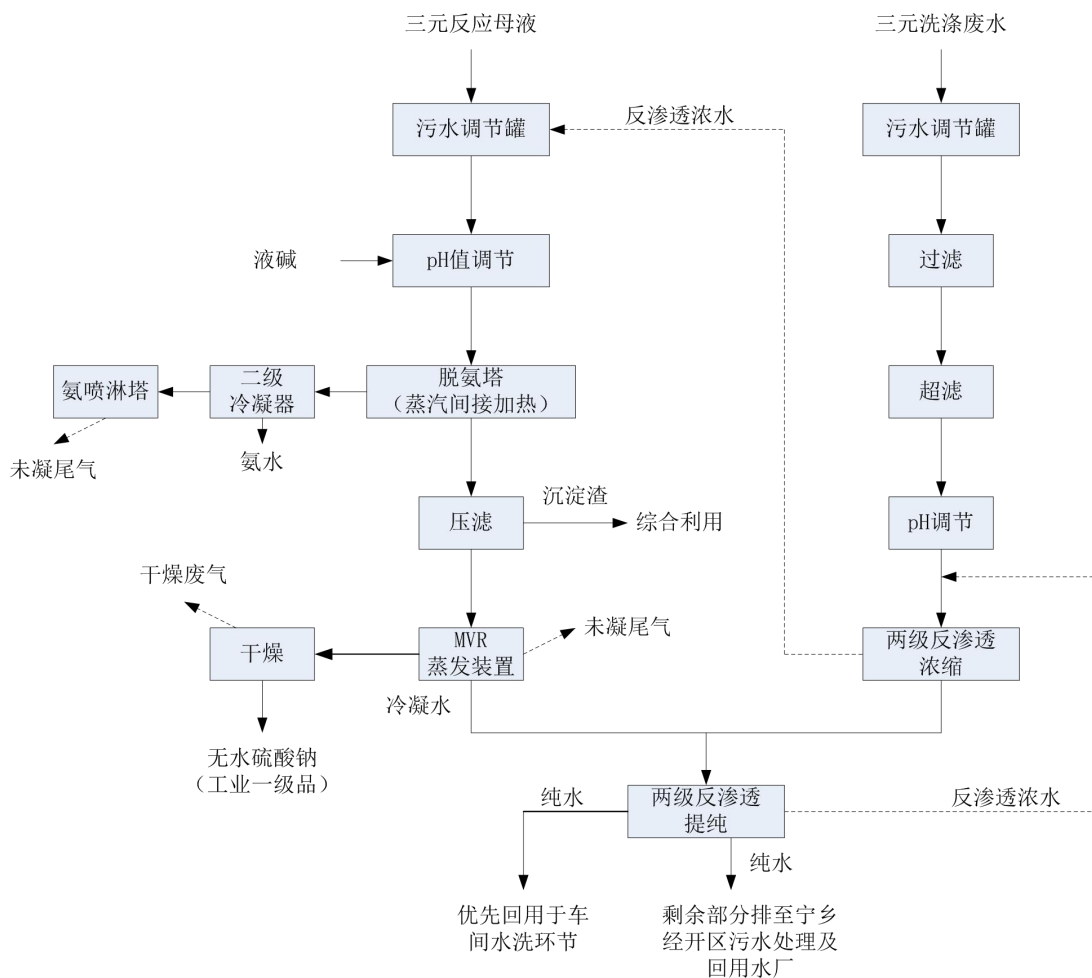 三元反应母液
三元洗涤废水
污水调节罐
反渗透浓水
污水调节罐
液碱
pH值调节
过滤
氨喷淋塔
二级
冷凝器
脱氨塔
（蒸汽间接加热）
超滤
未凝尾气
氨水
压滤
沉淀渣
综合利用
pH调节
干燥废气
干燥
MVR
蒸发装置
未凝尾气
两级反渗透
浓缩
冷凝水
无水硫酸钠
（工业一级品）
纯水
两级反渗透
提纯
反渗透浓水
纯水
优先回用于车
间水洗环节
剩余部分排至宁乡
经开区污水处理及
回用水厂